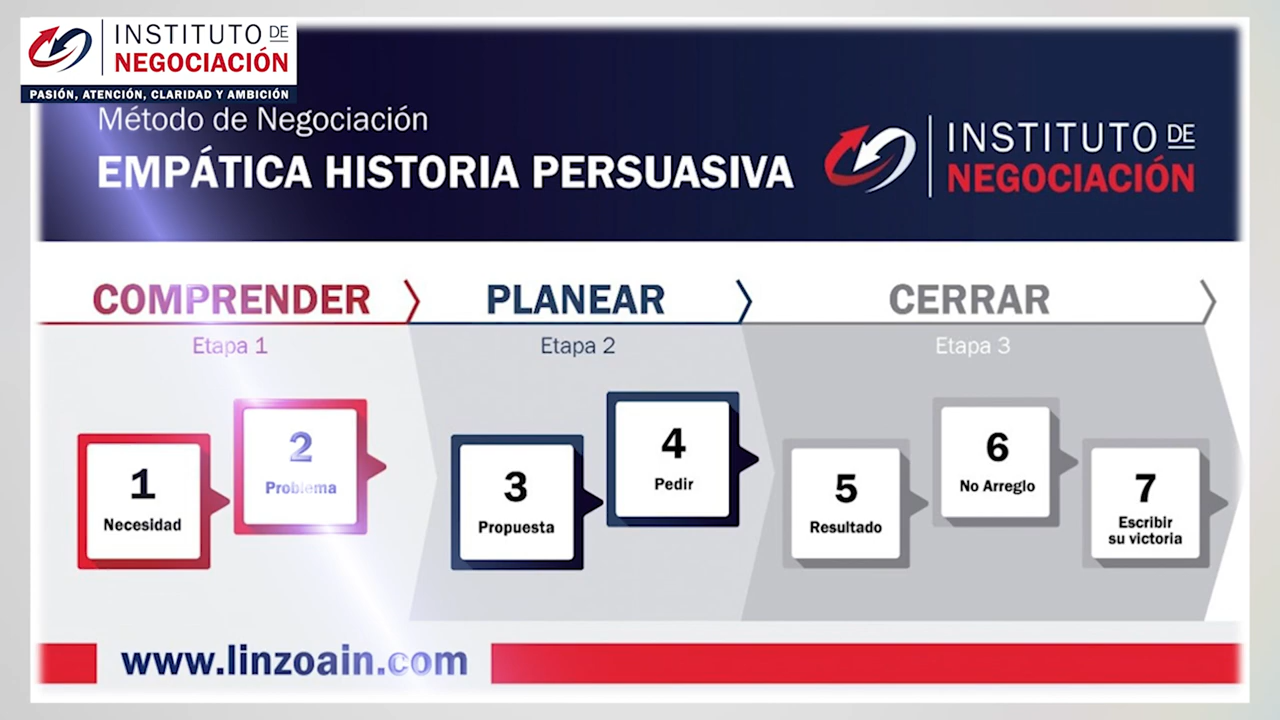 INSTITUTO DE
NEGOCIACIÓN
PASIÓN, ATENCIÓN, CLARIDAD Y AMBICIÓN
Método de Negociación
EMPÁTICA HISTORIA PERSUASIVA
INSTITUTO DE
NEGOCIACIÓN
COMPRENDER
PLANEAR
CERRAR
Etapa 1
Etapa 2
Etapa 3
1
Necesidad
2
Problema
3
Propuesta
4
Pedir
5
Resultado
6
No Arreglo
7
Escribir
su victoria
www.linzoain.com